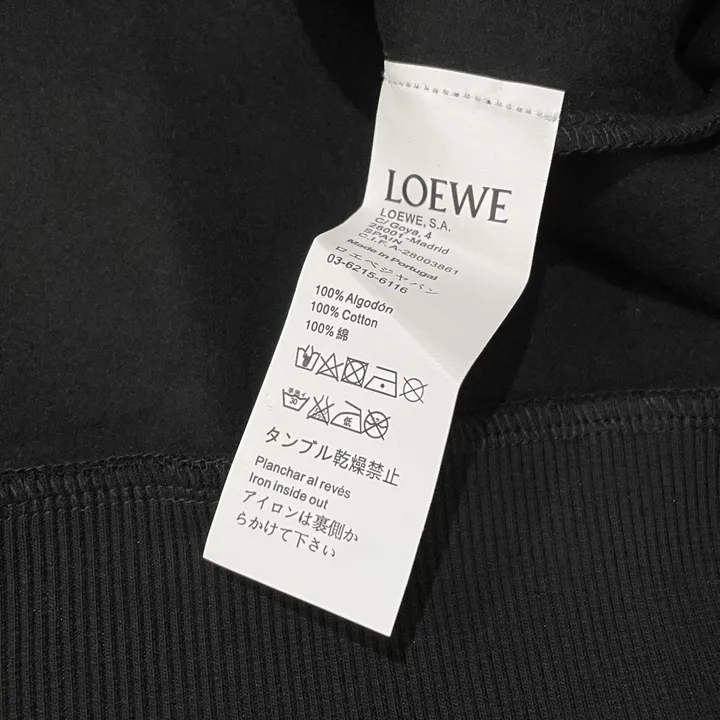 LOEWE
LOEWE, S.A.
C/ Goya, 4
28001 -Madrid
SPAIN
C.I.F. A-28003861
Made in Portugal
ロエベジャパン
03-6215-6116
100% Algodón
100% Cotton
100% 綿
30
低
タンブル乾燥禁止
Planchar al revés
Iron inside out
アイロンは裏側か
らかけて下さい